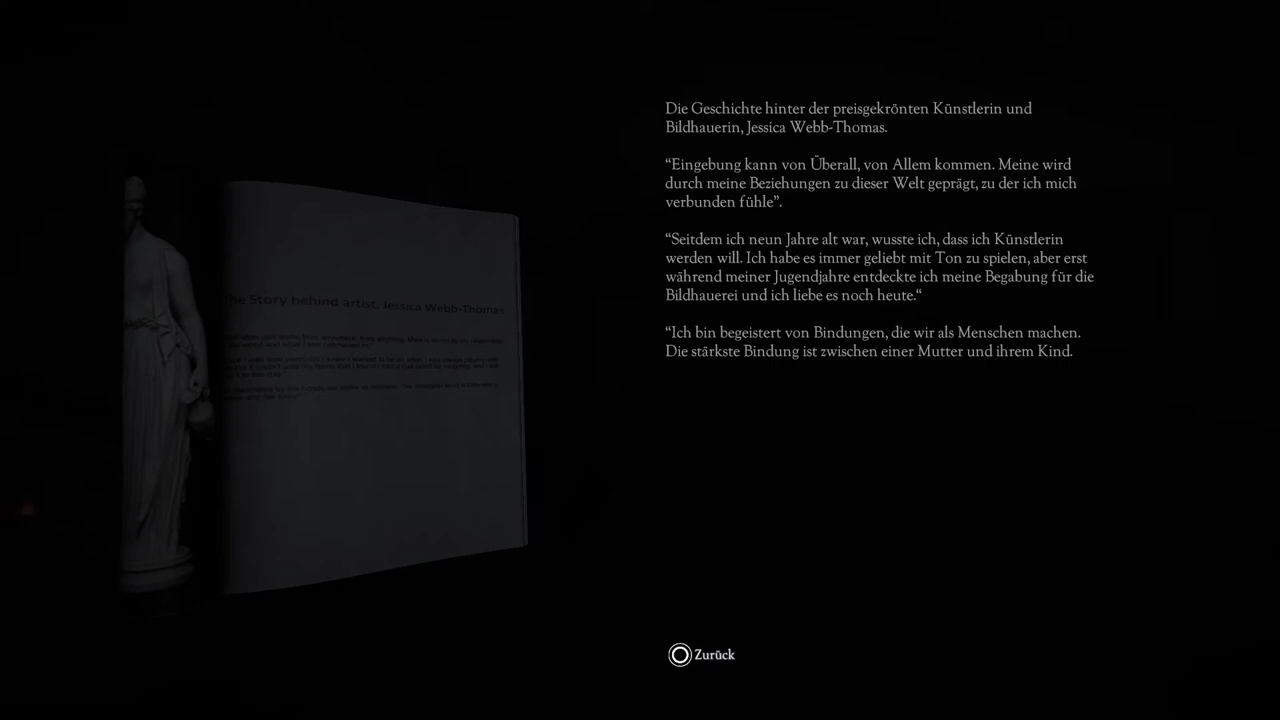 The Story behind artist, Jessica Webb-Thomas
Die Geschichte hinter der preisgekrönten Künstlerin und
Bildhauerin, Jessica Webb-Thomas.
“Eingebung kann von Überall, von Allem kommen. Meine wird
durch meine Beziehungen zu dieser Welt geprägt, zu der ich mich
verbunden fühle”.
“Seitdem ich neun Jahre alt war, wusste ich, dass ich Künstlerin
werden will. Ich habe es immer geliebt mit Ton zu spielen, aber erst
während meiner Jugendjahre entdeckte ich meine Begabung für die
Bildhauerei und ich liebe es noch heute.“
“Ich bin begeistert von Bindungen, die wir als Menschen machen.
Die stärkste Bindung ist zwischen einer Mutter und ihrem Kind.
Zurück